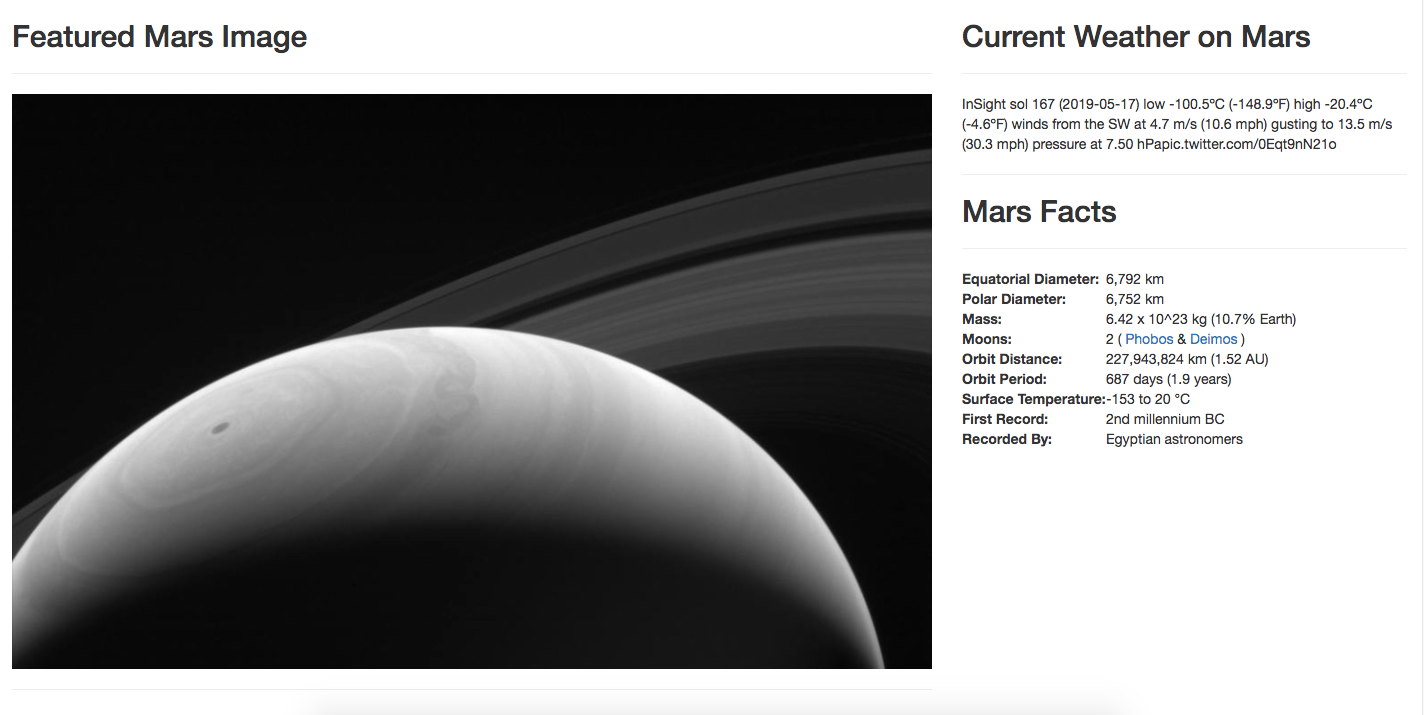 Featured Mars Image
Current Weather on Mars
InSight sol 167 (2019-05-17) low -100.5ºC (-148.9ºF) high -20.4ºC
(-4.6ºF) winds from the SW at 4.7 m/s (10.6 mph) gusting to 13.5 m/s
(30.3 mph) pressure at 7.50 hPapic.twitter.com/0Eqt9nN21o
Mars Facts
Equatorial Diameter: 6,792 km
Polar Diameter: 6,752 km
Mass: 6.42 x 10^23 kg (10.7% Earth)
Moons: 2 ( Phobos & Deimos )
Orbit Distance: 227,943,824 km (1.52 AU)
Orbit Period: 687 days (1.9 years)
Surface Temperature:-153 to 20 °C
First Record: 2nd millennium BC
Recorded By: Egyptian astronomers